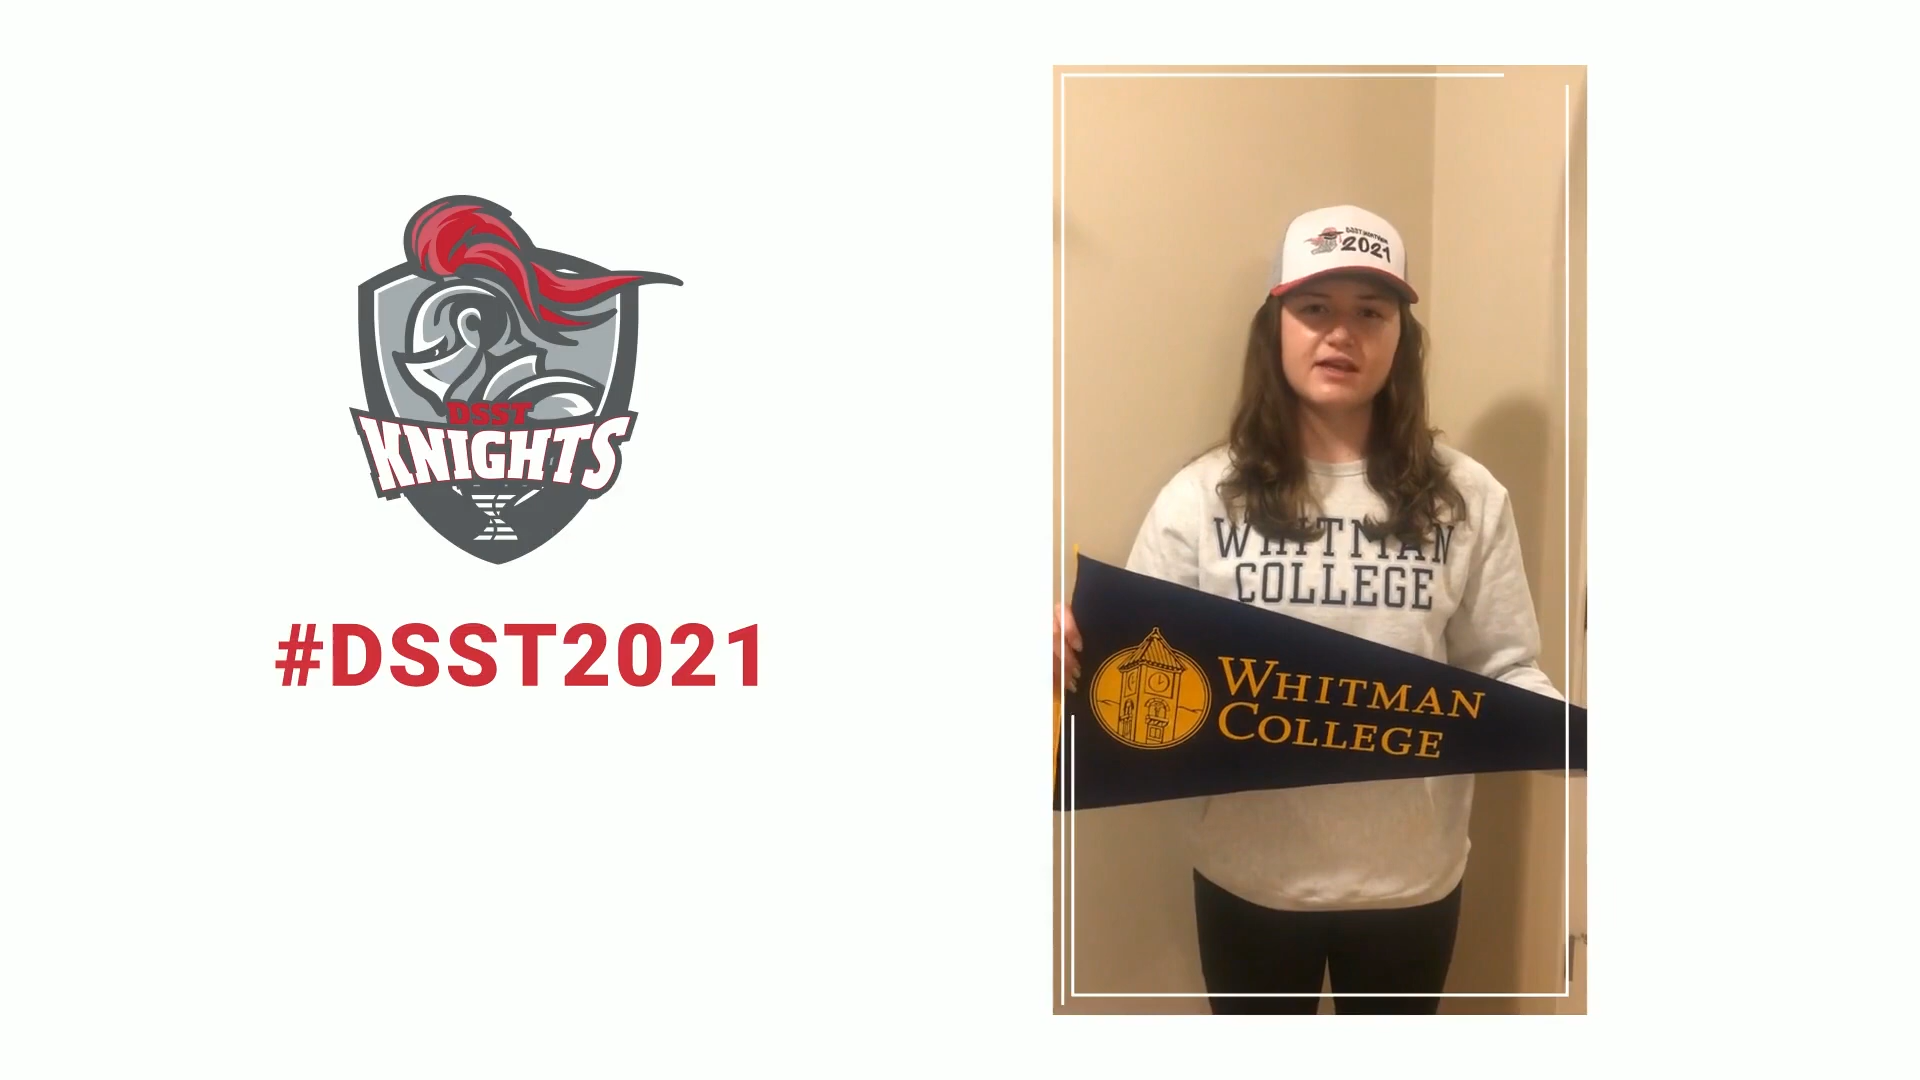 DSST
KNIGHTS
#DSST2021
2021
WHITMAN
COLLEGE
WHITMAN
COLLEGE